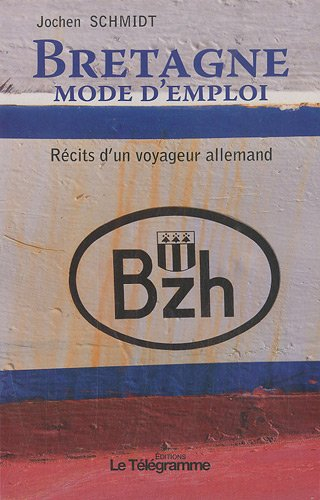 Jochen SCHMIDT
BRETAGNE
MODE D'EMPLOI
Récits d'un voyageur allemand
Bzh
ÉDITIONS
Le Télégramme